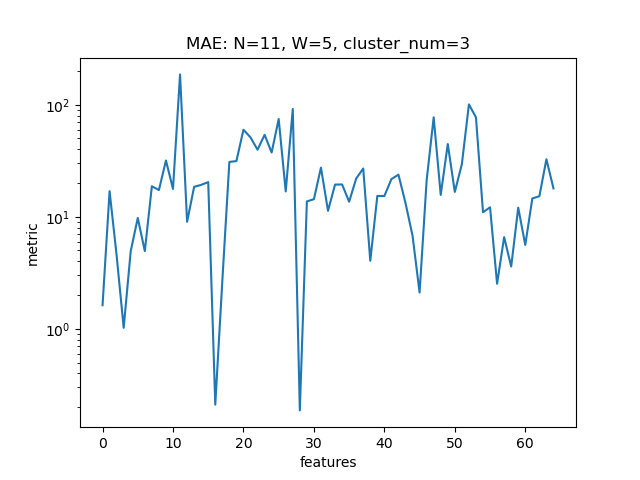 MAE: N=11, W=5, cluster_num=3
metric
10²
10¹
10⁰
0 10 20 30 40 50 60
features